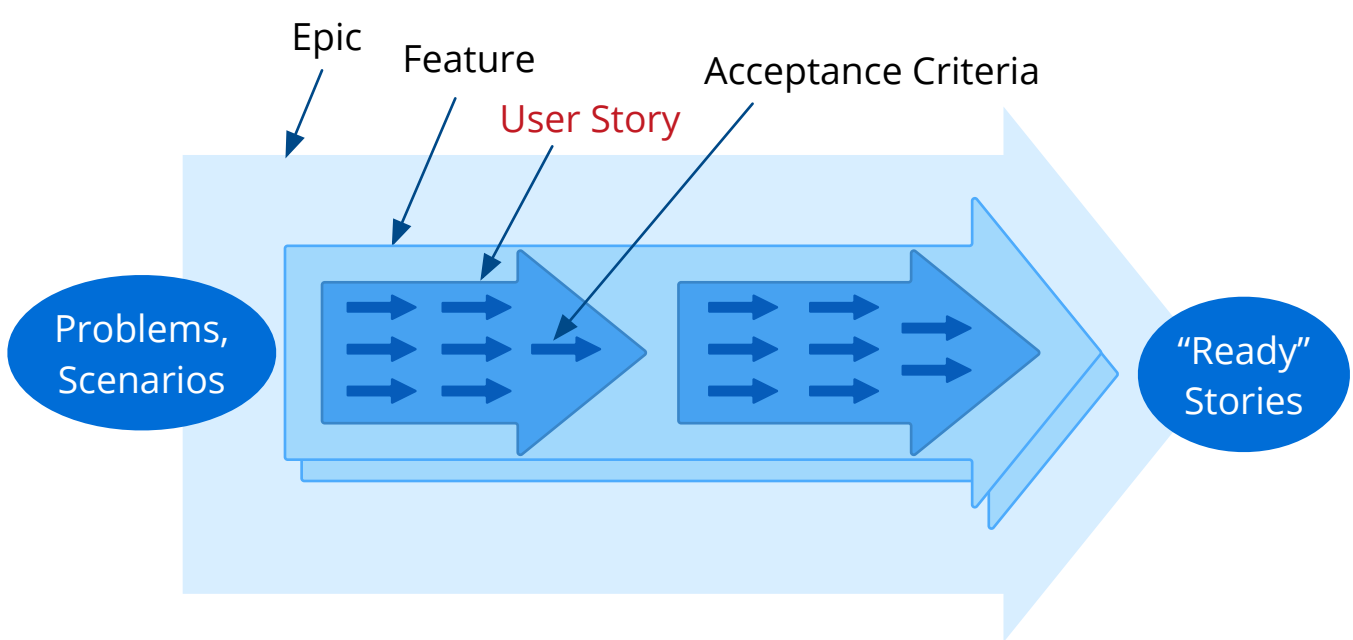 Epic
Feature
User Story
Acceptance Criteria
Problems,
Scenarios
“Ready”
Stories